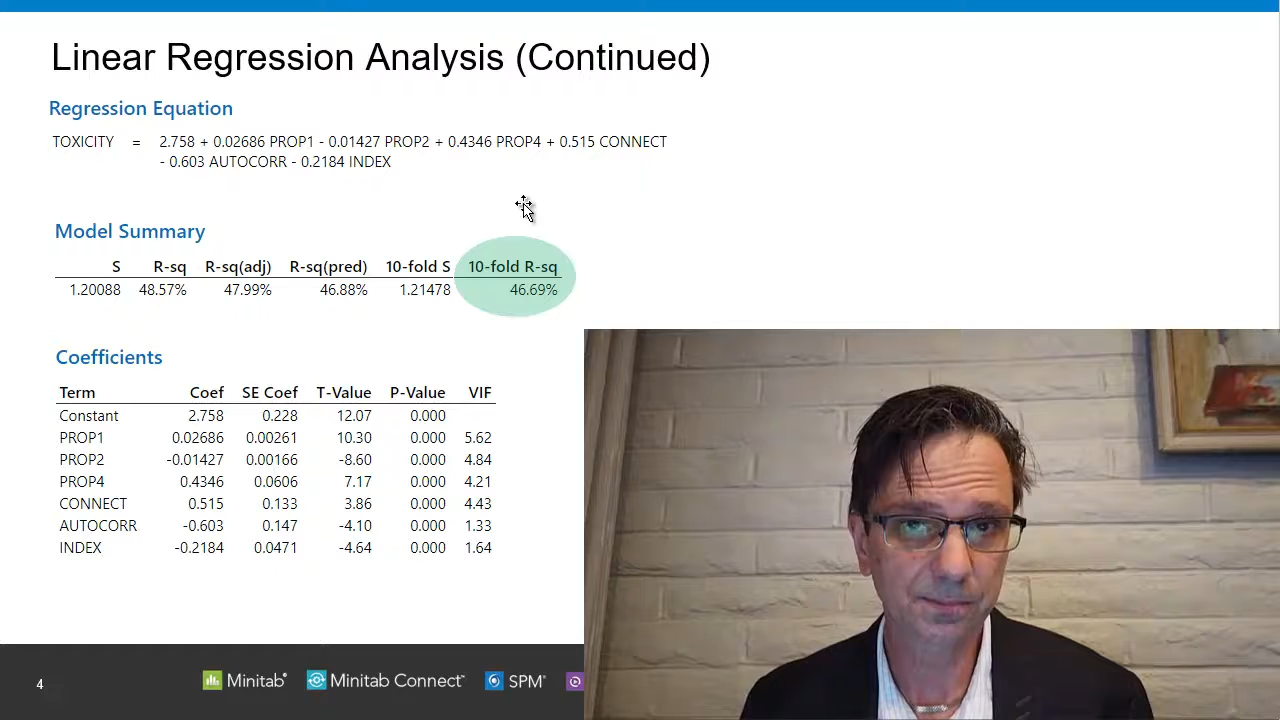 Linear Regression Analysis (Continued)
Regression Equation
TOXICITY = 2.758 + 0.02686 PROP1 - 0.01427 PROP2 + 0.4346 PROP4 + 0.515 CONNECT
- 0.603 AUTOCORR - 0.2184 INDEX
Model Summary
S R-sq R-sq(adj) R-sq(pred) 10-fold S 10-fold R-sq
1.20088 48.57% 47.99% 46.88% 1.21478 46.69%
Coefficients
Term Coef SE Coef T-Value P-Value VIF
Constant 2.758 0.228 12.07 0.000
PROP1 0.02686 0.00261 10.30 0.000 5.62
PROP2 -0.01427 0.00166 -8.60 0.000 4.84
PROP4 0.4346 0.0606 7.17 0.000 4.21
CONNECT 0.515 0.133 3.86 0.000 4.43
AUTOCORR -0.603 0.147 -4.10 0.000 1.33
INDEX -0.2184 0.0471 -4.64 0.000 1.64
4 Minitab® Minitab Connect™ SPM®